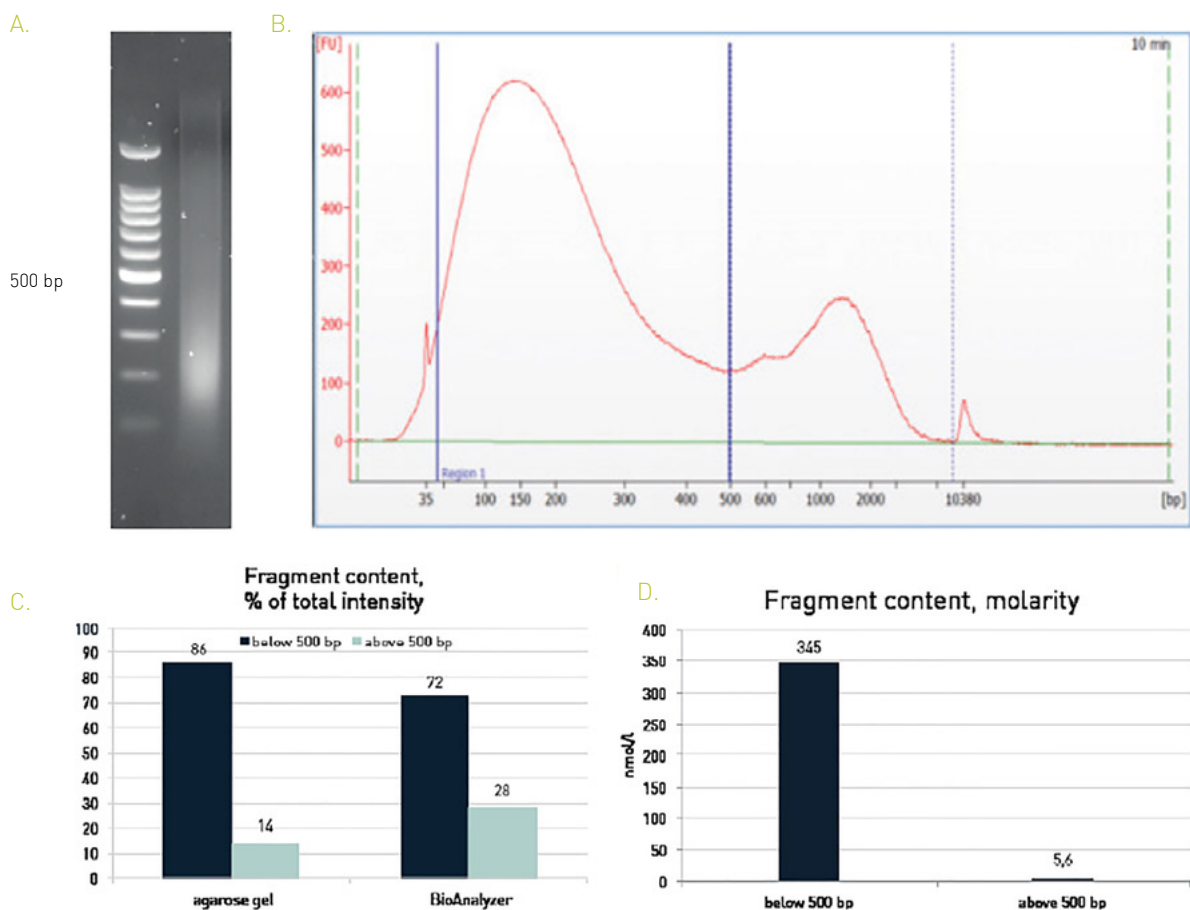 A.
500 bp
B.
[FU]
10 min
600
500
400
300
200
100
0
Region 1
35 100 150 200 300 400 500 600 1000 2000 10380 [bp]
C.
Fragment content,
% of total intensity
below 500 bp above 500 bp
100
90
80
70
60
50
40
30
20
10
0
86
14
72
28
agarose gel BioAnalyzer
D.
Fragment content, molarity
nmol/l
400
350
300
250
200
150
100
50
0
345
5,6
below 500 bp above 500 bp